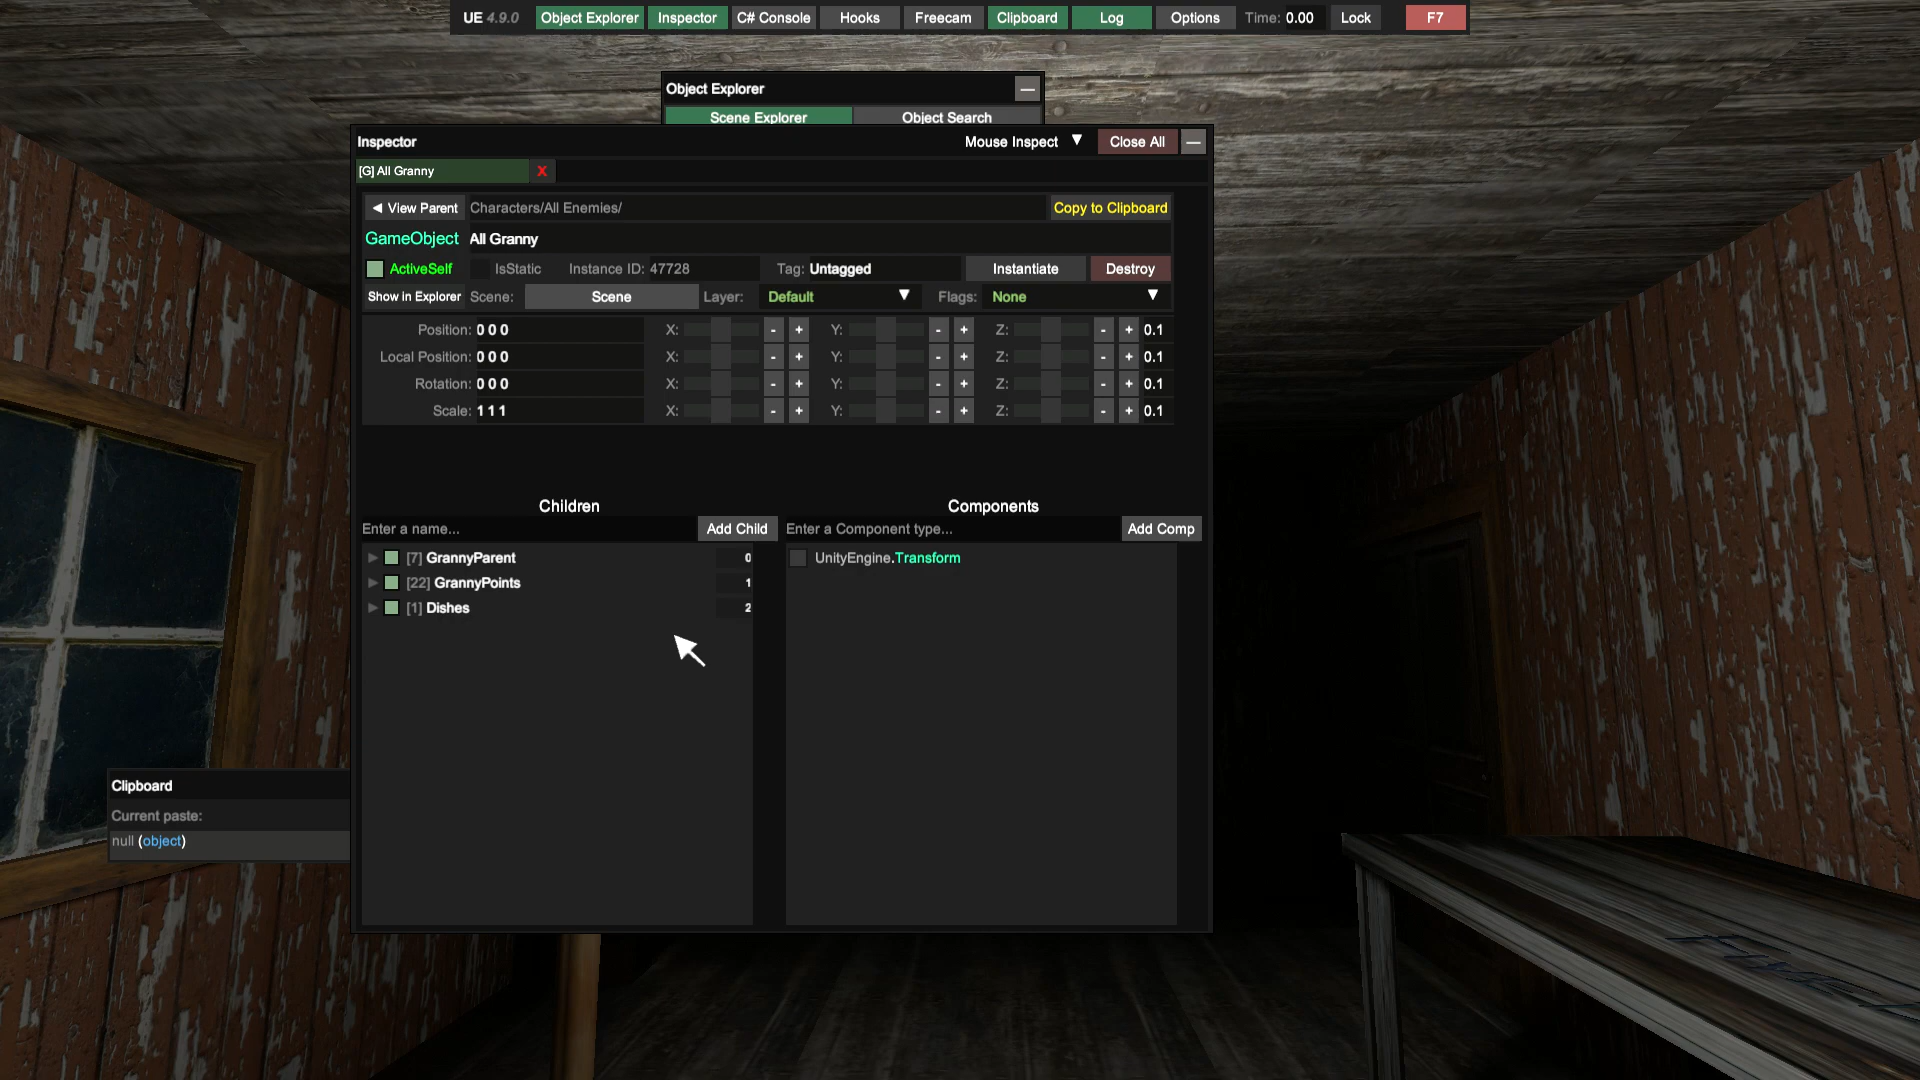 UE 4.9.0 Object Explorer Inspector C# Console Hooks Freecam Clipboard Log Options Time: 0.00 Lock F7
Object Explorer —
Scene Explorer Object Search
Inspector Mouse Inspect ▼ Close All —
[G] All Granny X
◄ View Parent Characters/All Enemies/ Copy to Clipboard
GameObject All Granny
ActiveSelf IsStatic Instance ID: 47728 Tag: Untagged Instantiate Destroy
Show in Explorer Scene: Scene Layer: Default ▼ Flags: None ▼
Position: 0 0 0 X: - + Y: - + Z: - + 0.1
Local Position: 0 0 0 X: - + Y: - + Z: - + 0.1
Rotation: 0 0 0 X: - + Y: - + Z: - + 0.1
Scale: 1 1 1 X: - + Y: - + Z: - + 0.1
Children Components
Enter a name... Add Child Enter a Component type... Add Comp
► [7] GrannyParent 0 UnityEngine.Transform
► [22] GrannyPoints 1
► [1] Dishes 2
Clipboard
Current paste:
null (object)